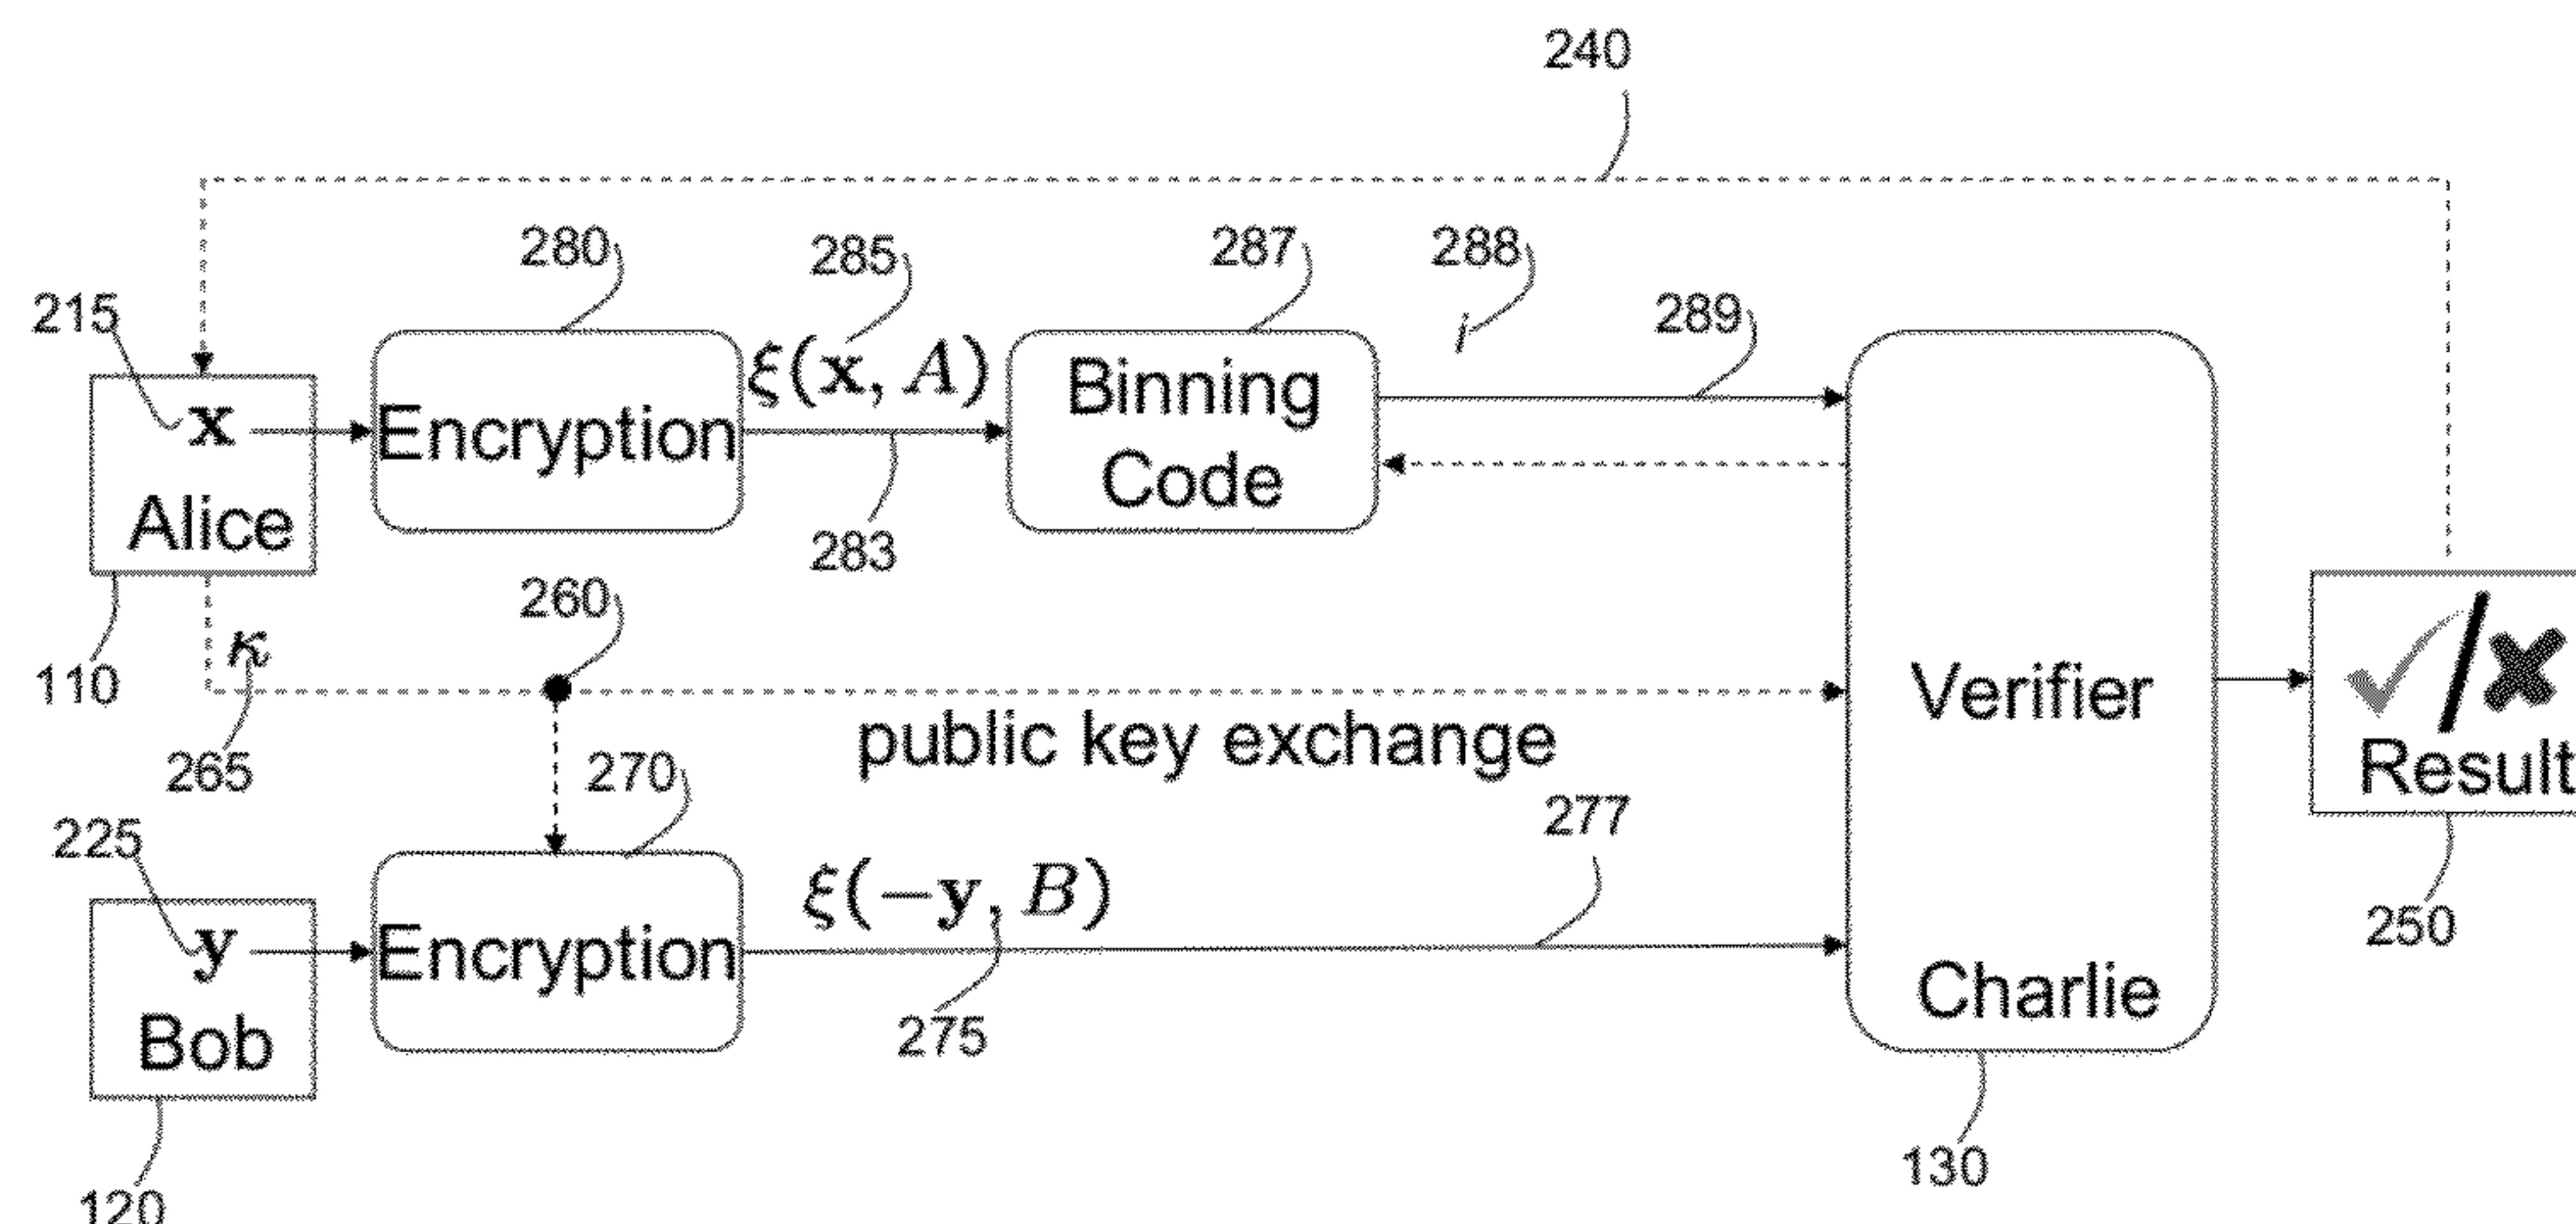 240
280
285
287
288
215
289
ξ(x, A)
i
x
Encryption
Binning
Code
Alice
283
260
110
κ
265
public key exchange
Verifier
Result
270
277
225
ξ(−y, B)
y
Encryption
Bob
275
Charlie
250
130
120